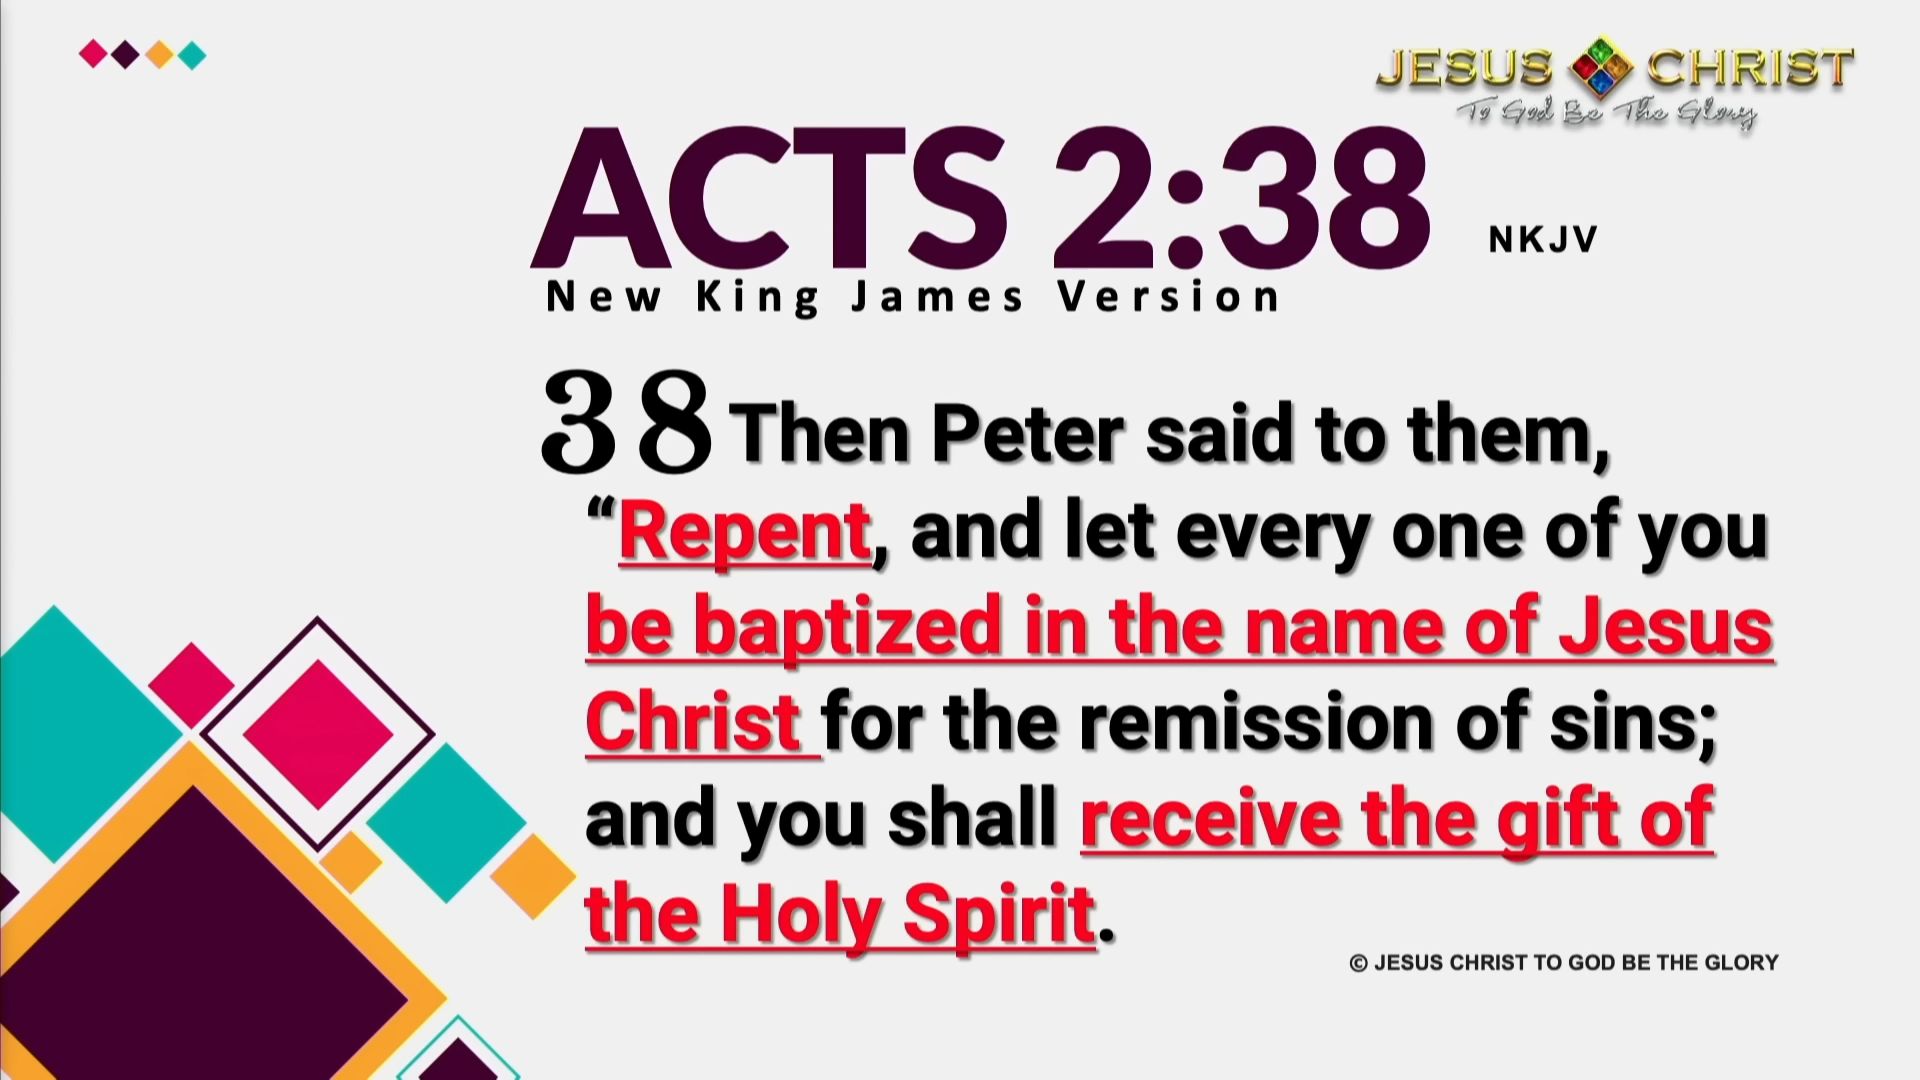 JESUS CHRIST
To God Be The Glory
ACTS 2:38 NKJV
New King James Version
38 Then Peter said to them,
“Repent, and let every one of you
be baptized in the name of Jesus
Christ for the remission of sins;
and you shall receive the gift of
the Holy Spirit.
© JESUS CHRIST TO GOD BE THE GLORY